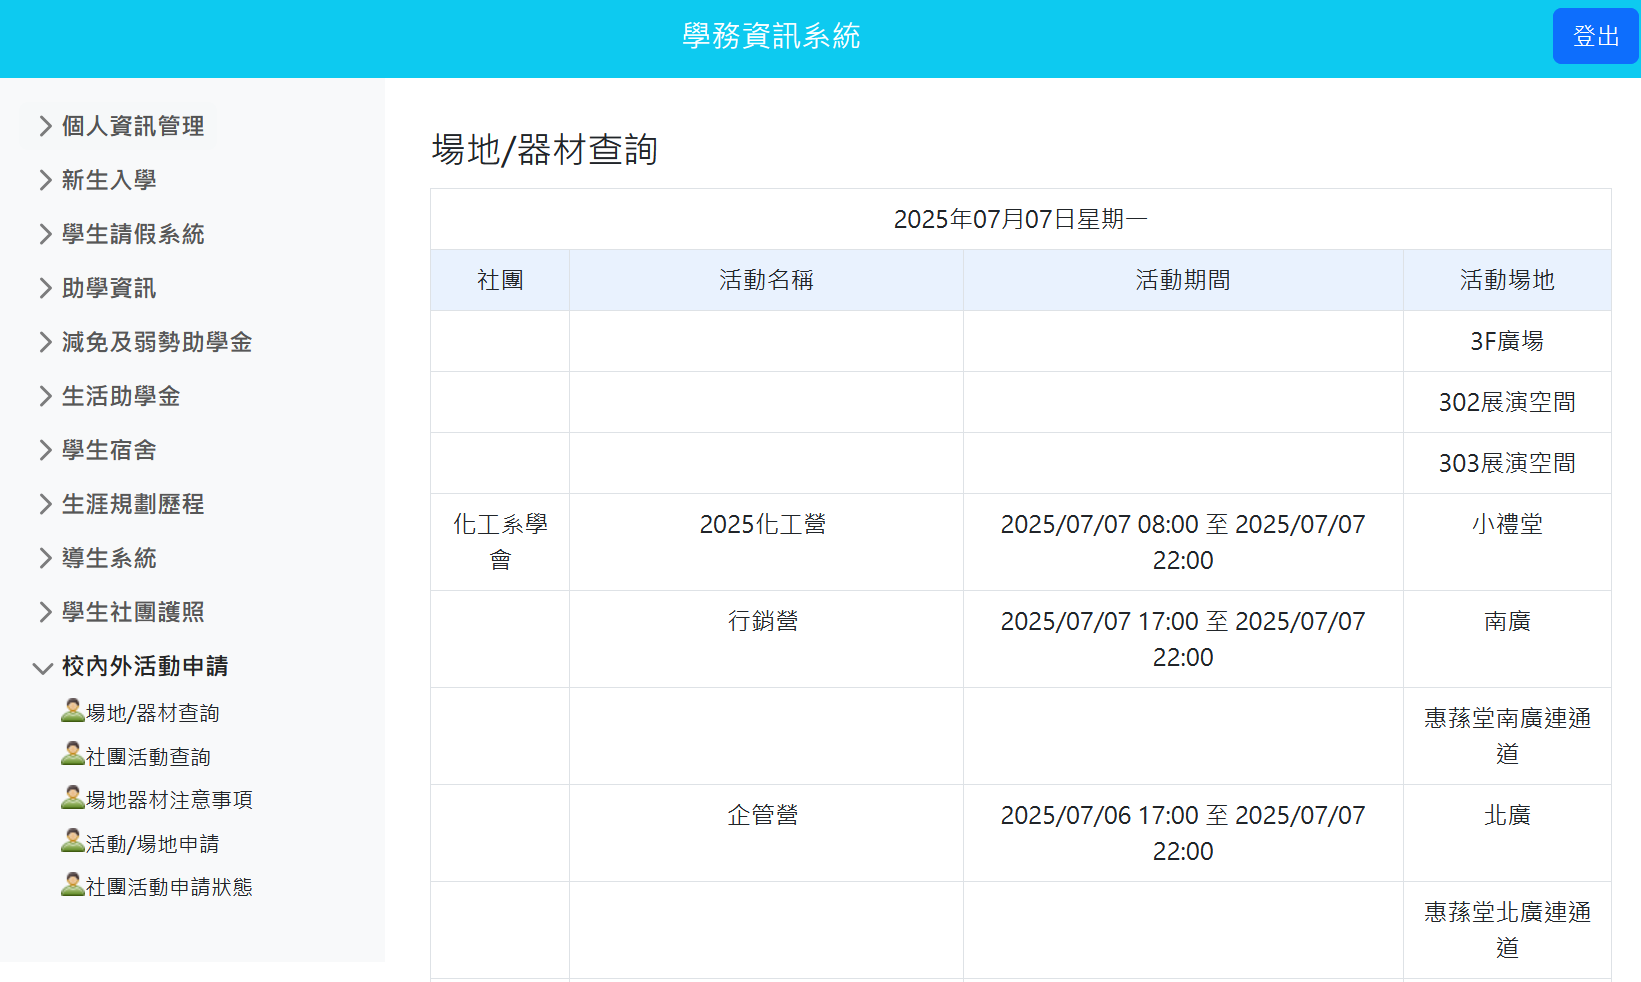 學務資訊系統
登出
個人資訊管理
新生入學
學生請假系統
助學資訊
減免及弱勢助學金
生活助學金
學生宿舍
生涯規劃歷程
導生系統
學生社團護照
校內外活動申請
場地/器材查詢
社團活動查詢
場地器材注意事項
活動/場地申請
社團活動申請狀態
場地/器材查詢
2025年07月07日星期一
社團 活動名稱 活動期間 活動場地
3F廣場
302展演空間
303展演空間
化工系學 2025化工營 2025/07/07 08:00 至 2025/07/07 小禮堂
會 22:00
行銷營 2025/07/07 17:00 至 2025/07/07 南廣
22:00
惠蓀堂南廣連通
道
企管營 2025/07/06 17:00 至 2025/07/07 北廣
22:00
惠蓀堂北廣連通
道